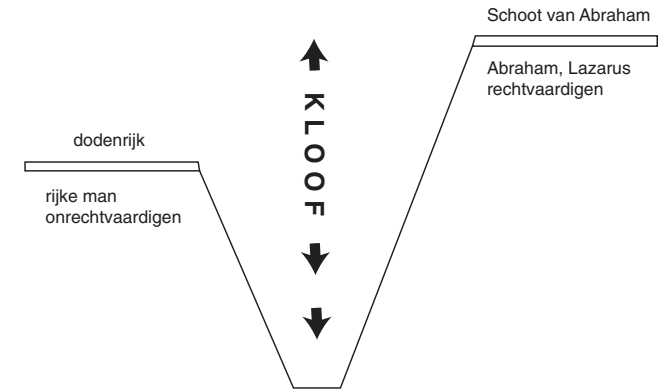 Schoot van Abraham
Abraham, Lazarus
rechtvaardigen
KLOOF
dodenrijk
rijke man
onrechtvaardigen